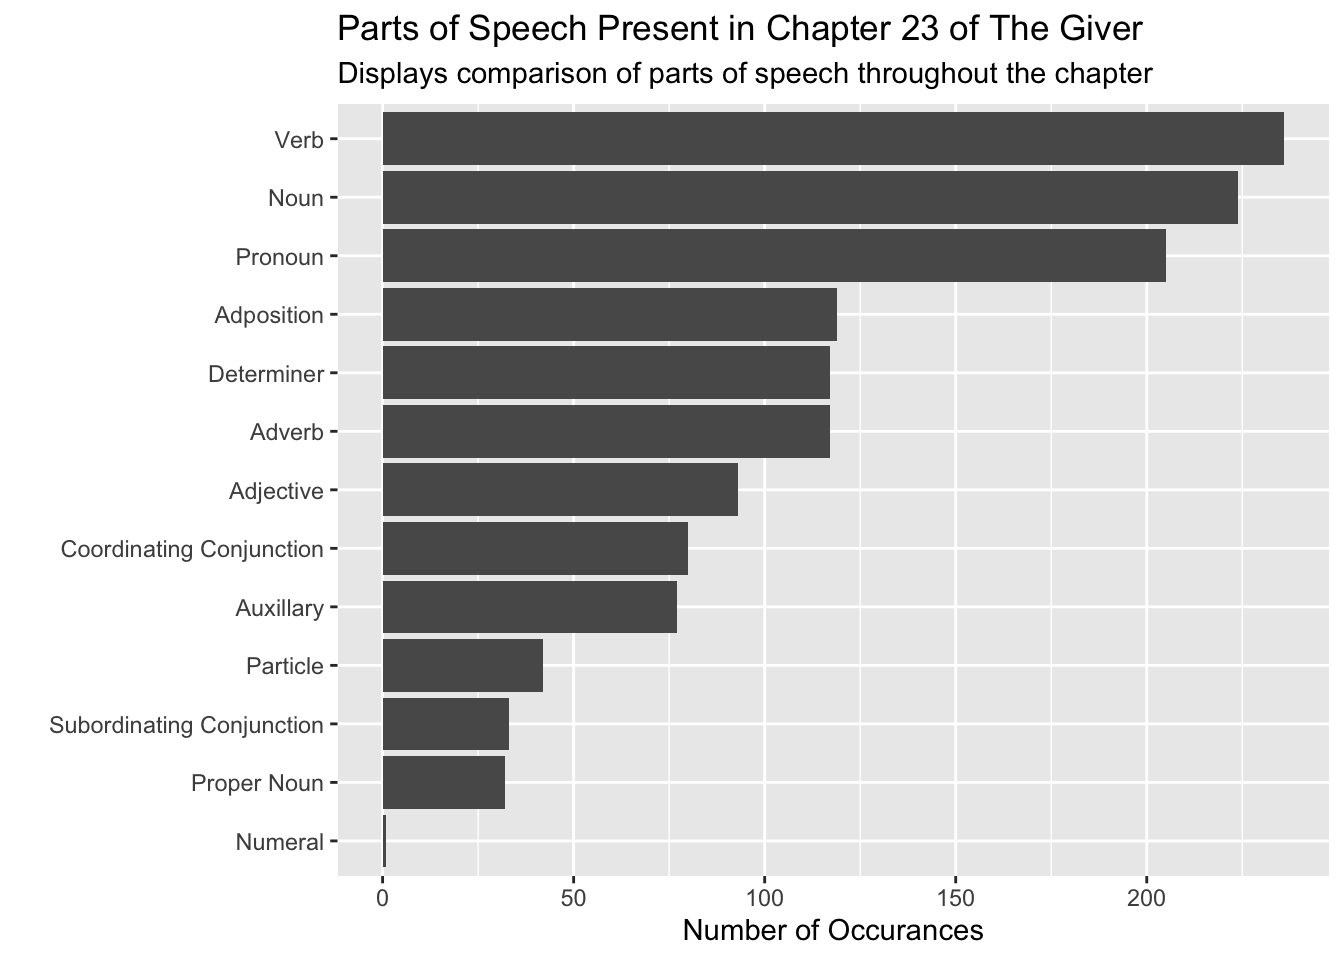 Parts of Speech Present in Chapter 23 of The Giver
Displays comparison of parts of speech throughout the chapter
Verb
Noun
Pronoun
Adposition
Determiner
Adverb
Adjective
Coordinating Conjunction
Auxillary
Particle
Subordinating Conjunction
Proper Noun
Numeral
0 50 100 150 200
Number of Occurances